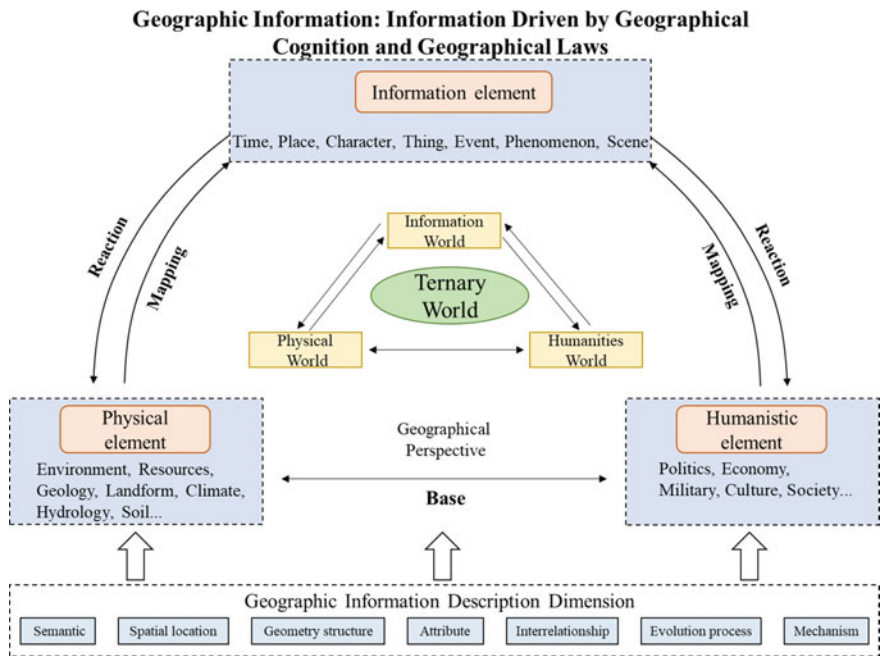 Geographic Information: Information Driven by Geographical
Cognition and Geographical Laws
Information element
Time, Place, Character, Thing, Event, Phenomenon, Scene
Reaction
Mapping
Reaction
Mapping
Information
World
Ternary
World
Physical
World
Humanities
World
Physical
element
Environment, Resources,
Geology, Landform, Climate,
Hydrology, Soil...
Geographical
Perspective
Base
Humanistic
element
Politics, Economy,
Military, Culture, Society...
Geographic Information Description Dimension
Semantic
Spatial location
Geometry structure
Attribute
Interrelationship
Evolution process
Mechanism